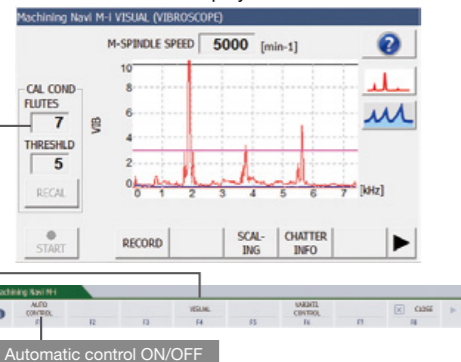 Machining Navi M-i VISUAL (VIBROSCOPE)
M-SPINDLE SPEED 5000 [min-1]
?
CAL COND
FLUTES
7
THRESHLD
5
RECAL
START
VIB
10
8
6
4
2
0
0 1 2 3 4 5 6 7 [kHz]
RECORD
SCAL-
ING
CHATTER
INFO
Machining Navi M-i
AUTO
CONTROL
F1
F2
F3
VISUAL
F4
F5
VARIATI.
CONTROL
F6
F7
CLOSE
F8
Automatic control ON/OFF